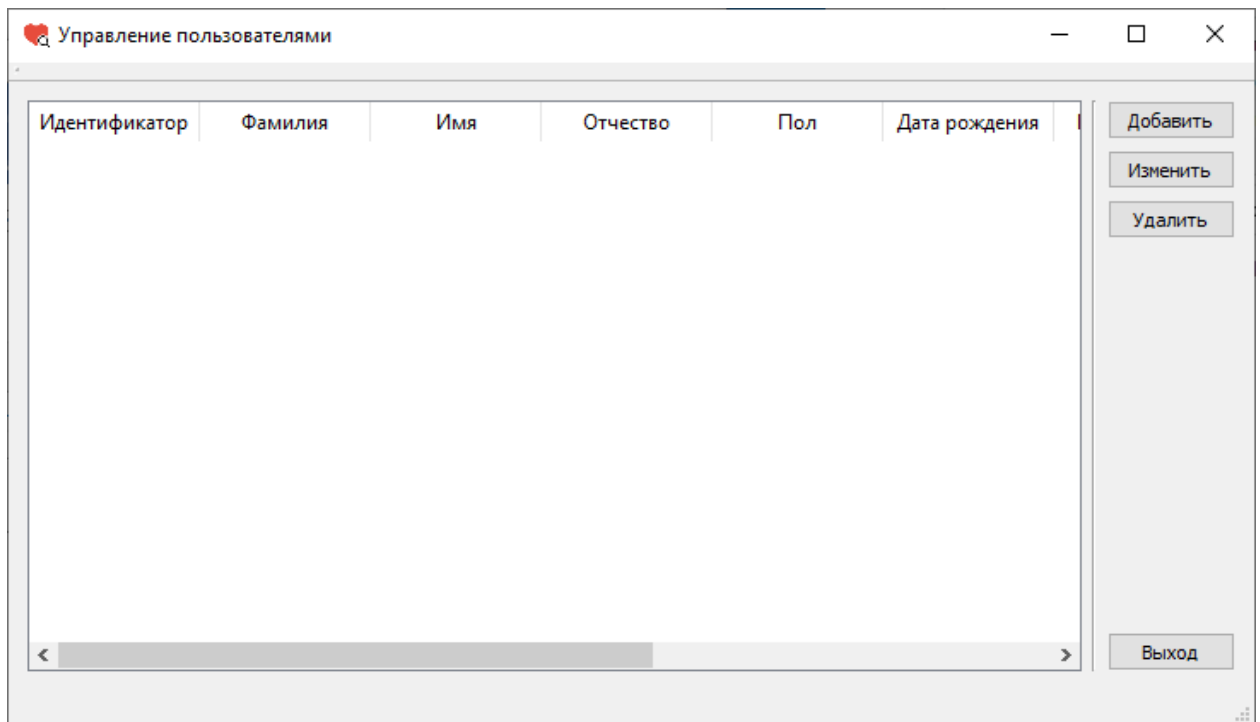 Управление пользователями
Идентификатор Фамилия Имя Отчество Пол Дата рождения
Добавить
Изменить
Удалить
Выход